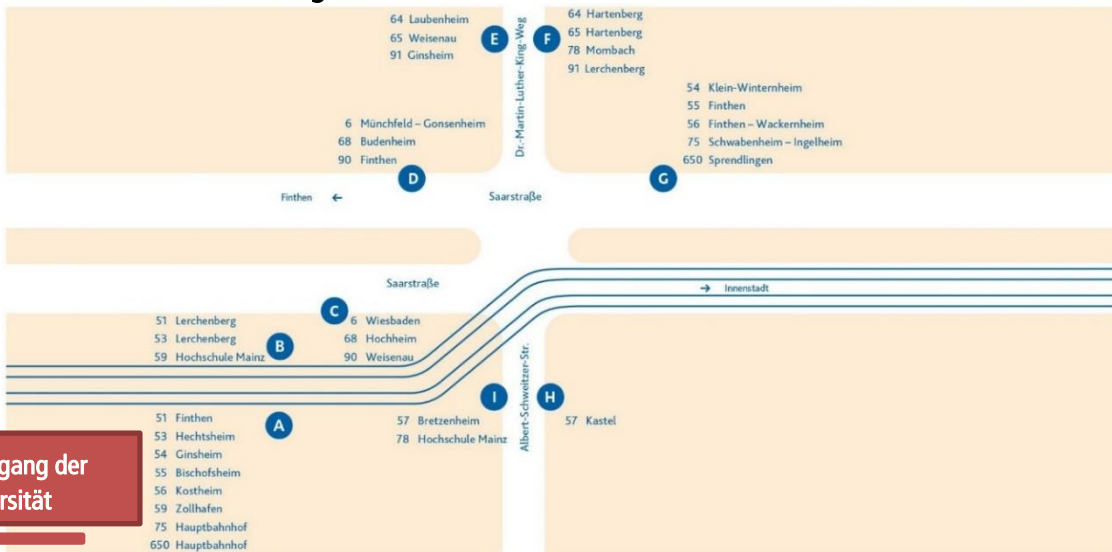 64 Laubenheim
65 Weisenau
91 Ginsheim
E
Dr.-Martin-Luther-King-Weg
F
64 Hartenberg
65 Hartenberg
78 Mombach
91 Lerchenberg
6 Münchfeld – Gonsenheim
68 Budenheim
90 Finthen
D
54 Klein-Winternheim
55 Finthen
56 Finthen – Wackernheim
75 Schwabenheim – Ingelheim
650 Sprendlingen
G
Finthen ←
Saarstraße
Saarstraße
→ Innenstadt
51 Lerchenberg
53 Lerchenberg
59 Hochschule Mainz
B
C
6 Wiesbaden
68 Hochheim
90 Weisenau
Albert-Schweitzer-Str.
51 Finthen
53 Hechtsheim
54 Ginsheim
55 Bischofsheim
56 Kostheim
59 Zollhafen
75 Hauptbahnhof
650 Hauptbahnhof
A
I
57 Bretzenheim
78 Hochschule Mainz
H
57 Kastel
gang der
rsität